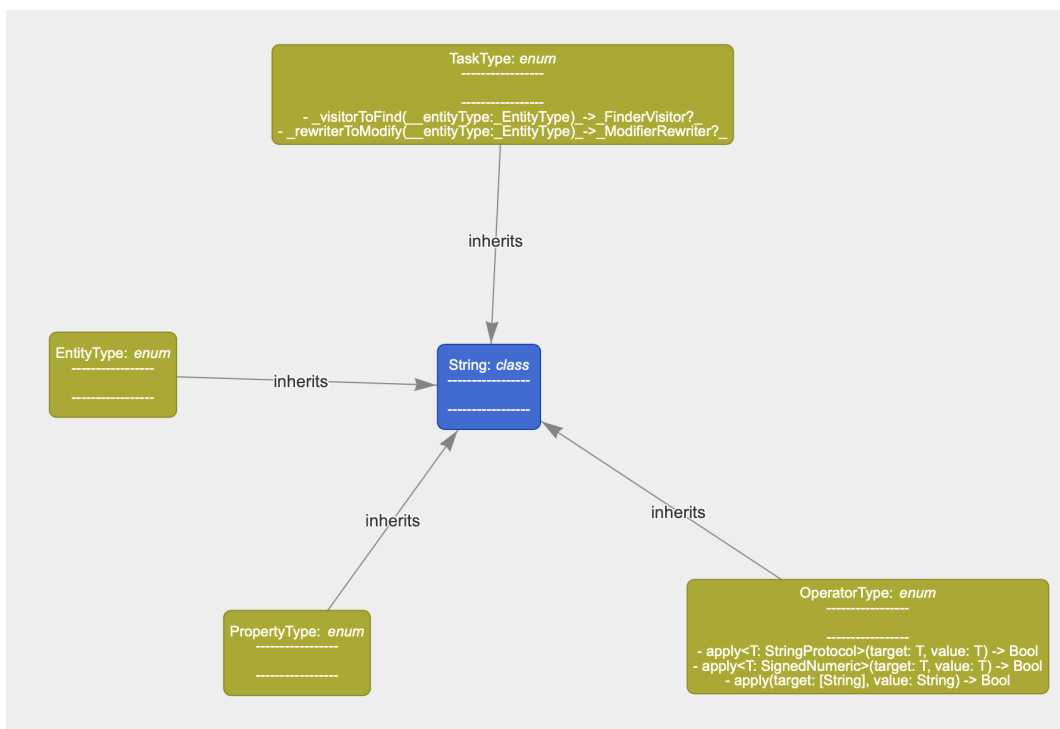 TaskType: enum
-----------------
-----------------
- _visitorToFind(__entityType:_EntityType)_->_FinderVisitor?_
- _rewriterToModify(__entityType:_EntityType)_->_ModifierRewriter?_
inherits
EntityType: enum
-----------------
-----------------
inherits
String: class
-----------------
-----------------
inherits
inherits
PropertyType: enum
-----------------
-----------------
OperatorType: enum
-----------------
-----------------
- apply<T: StringProtocol>(target: T, value: T) -> Bool
- apply<T: SignedNumeric>(target: T, value: T) -> Bool
- apply(target: [String], value: String) -> Bool